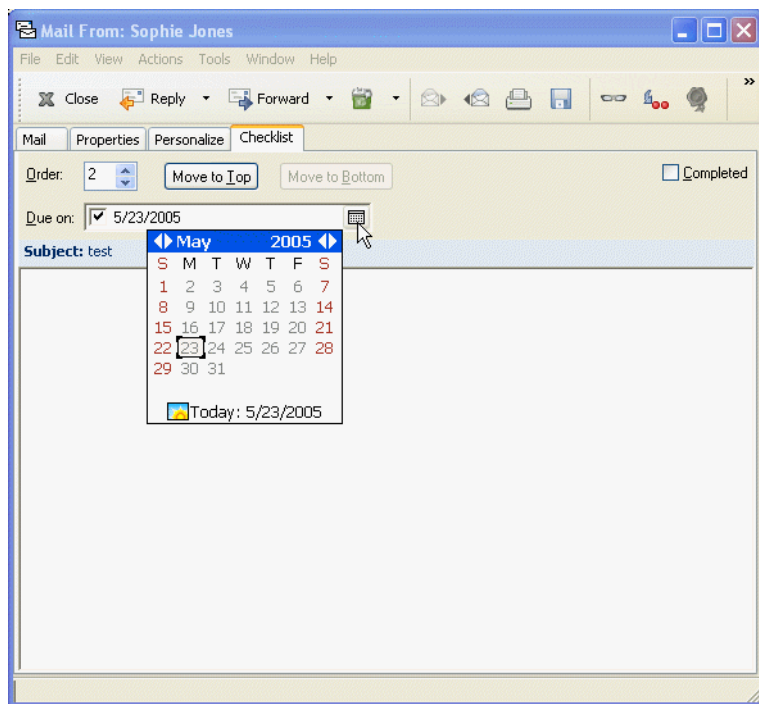 Mail From: Sophie Jones
File Edit View Actions Tools Window Help
Close Reply Forward »
Mail Properties Personalize Checklist
Order: 2 Move to Top Move to Bottom Completed
Due on: 5/23/2005
Subject: test
May 2005
S M T W T F S
1 2 3 4 5 6 7
8 9 10 11 12 13 14
15 16 17 18 19 20 21
22 23 24 25 26 27 28
29 30 31
Today: 5/23/2005